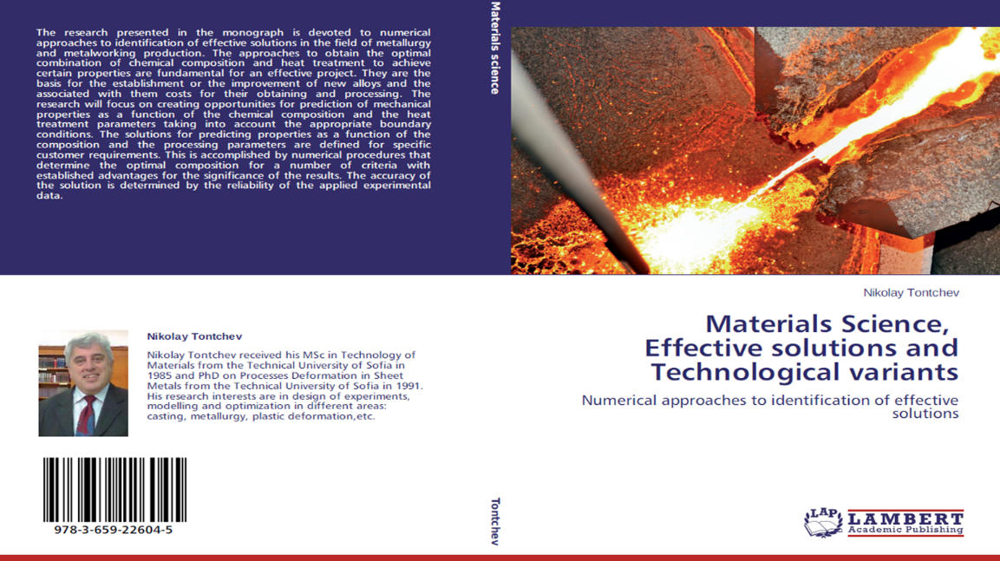 The research presented in the monograph is devoted to numerical
approaches to identification of effective solutions in the field of metallurgy
and metalworking production. The approaches to obtain the optimal
combination of chemical composition and heat treatment to achieve
certain properties are fundamental for an effective project. They are the
basis for the establishment or the improvement of new alloys and the
associated with them costs for their obtaining and processing. The
research will focus on creating opportunities for prediction of mechanical
properties as a function of the chemical composition and the heat
treatment parameters taking into account the appropriate boundary
conditions. The solutions for predicting properties as a function of the
composition and the processing parameters are defined for specific
customer requirements. This is accomplished by numerical procedures that
determine the optimal composition for a number of criteria with
established advantages for the significance of the results. The accuracy of
the solution is determined by the reliability of the applied experimental
data.
Nikolay Tontchev
Nikolay Tontchev received his MSc in Technology of
Materials from the Technical University of Sofia in
1985 and PhD on Processes Deformation in Sheet
Metals from the Technical University of Sofia in 1991.
His research interests are in design of experiments,
modelling and optimization in different areas:
casting, metallurgy, plastic deformation,etc.
978-3-659-22604-5
Materials science
Tontchev
Nikolay Tontchev
Materials Science,
Effective solutions and
Technological variants
Numerical approaches to identification of effective
solutions
LAP
LAMBERT
Academic Publishing